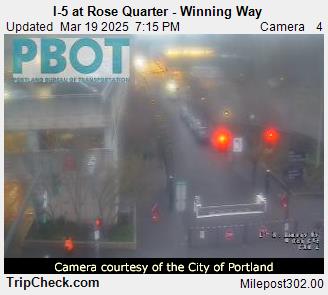 I-5 at Rose Quarter - Winning Way
Updated Mar 19 2025 7:15 PM Camera 4
PBOT
PORTLAND BUREAU OF TRANSPORTATION
Camera courtesy of the City of Portland
TripCheck.com Milepost302.00